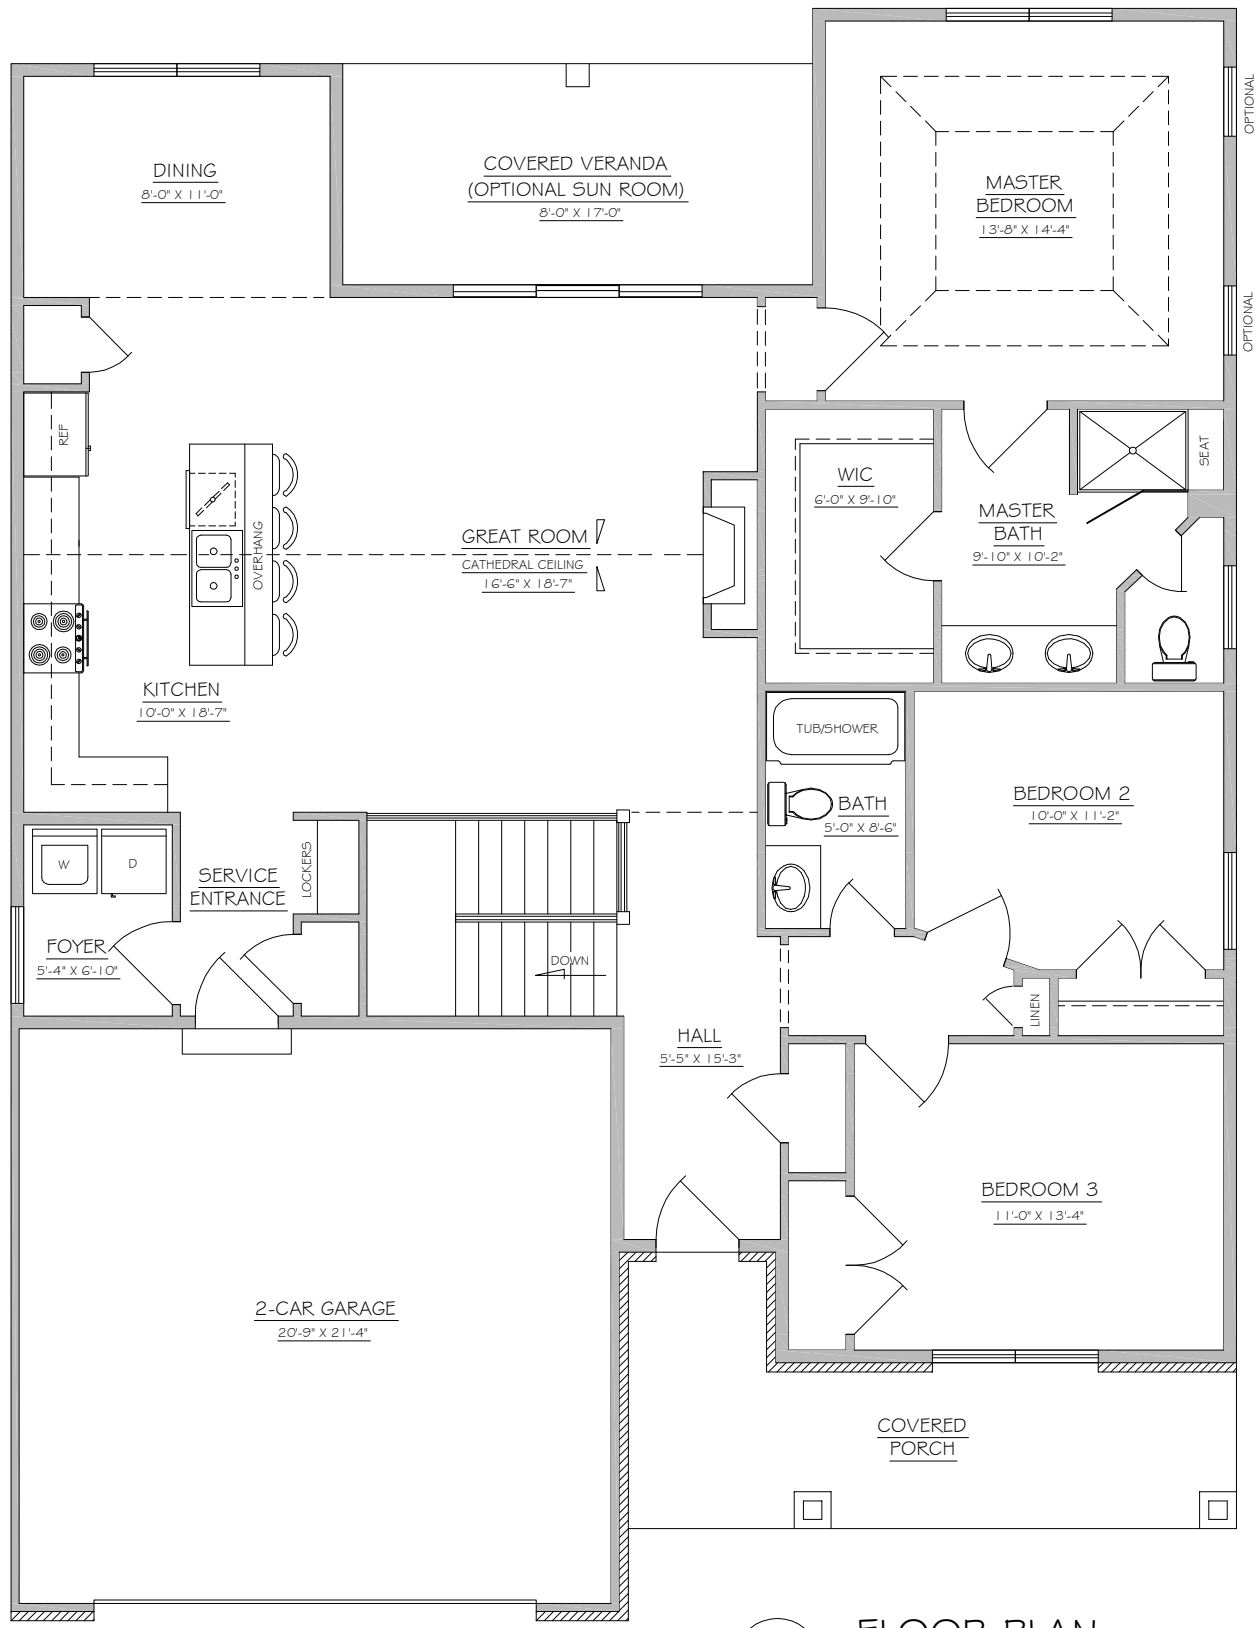 OPTIONAL
DINING
8'-0" X 11'-0"
COVERED VERANDA
(OPTIONAL SUN ROOM)
8'-0" X 17'-0"
MASTER
BEDROOM
13'-8" X 14'-4"
OPTIONAL
REF
OVERHANG
GREAT ROOM
CATHEDRAL CEILING
16'-6" X 18'-7"
WIC
6'-0" X 9'-10"
MASTER
BATH
9'-10" X 10'-2"
SEAT
KITCHEN
10'-0" X 18'-7"
TUB/SHOWER
BATH
5'-0" X 8'-6"
BEDROOM 2
10'-0" X 11'-2"
W
D
SERVICE
ENTRANCE
LOCKERS
FOYER
5'-4" X 6'-10"
DOWN
LINEN
HALL
5'-5" X 15'-3"
BEDROOM 3
11'-0" X 13'-4"
2-CAR GARAGE
20'-9" X 21'-4"
COVERED
PORCH
FLOOR PLAN